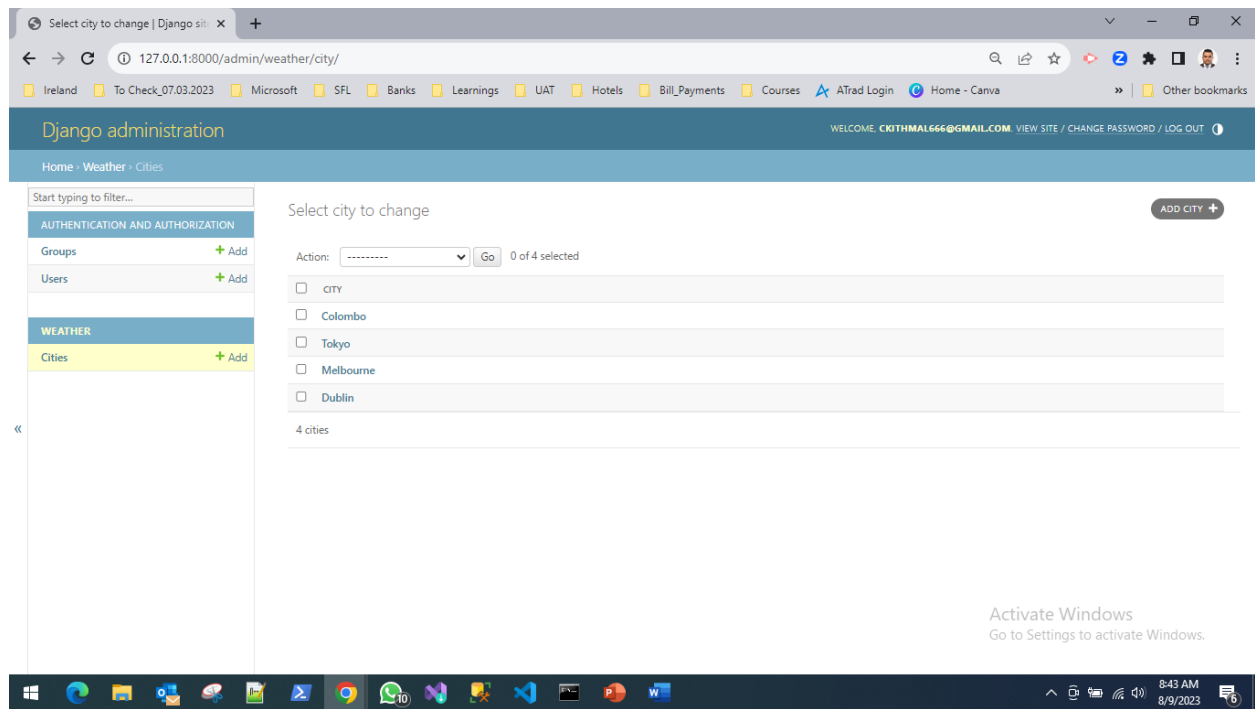 Select city to change | Django sit
127.0.0.1:8000/admin/weather/city/
Ireland To Check_07.03.2023 Microsoft SFL Banks Learnings UAT Hotels Bill_Payments Courses ATrad Login Home - Canva » Other bookmarks
Django administration
WELCOME, CKITHMAL666@GMAIL.COM. VIEW SITE / CHANGE PASSWORD / LOG OUT
Home › Weather › Cities
Start typing to filter...
AUTHENTICATION AND AUTHORIZATION
Groups + Add
Users + Add
WEATHER
Cities + Add
«
Select city to change
ADD CITY +
Action: --------- Go 0 of 4 selected
CITY
Colombo
Tokyo
Melbourne
Dublin
4 cities
Activate Windows
Go to Settings to activate Windows.
10
8:43 AM
8/9/2023
6